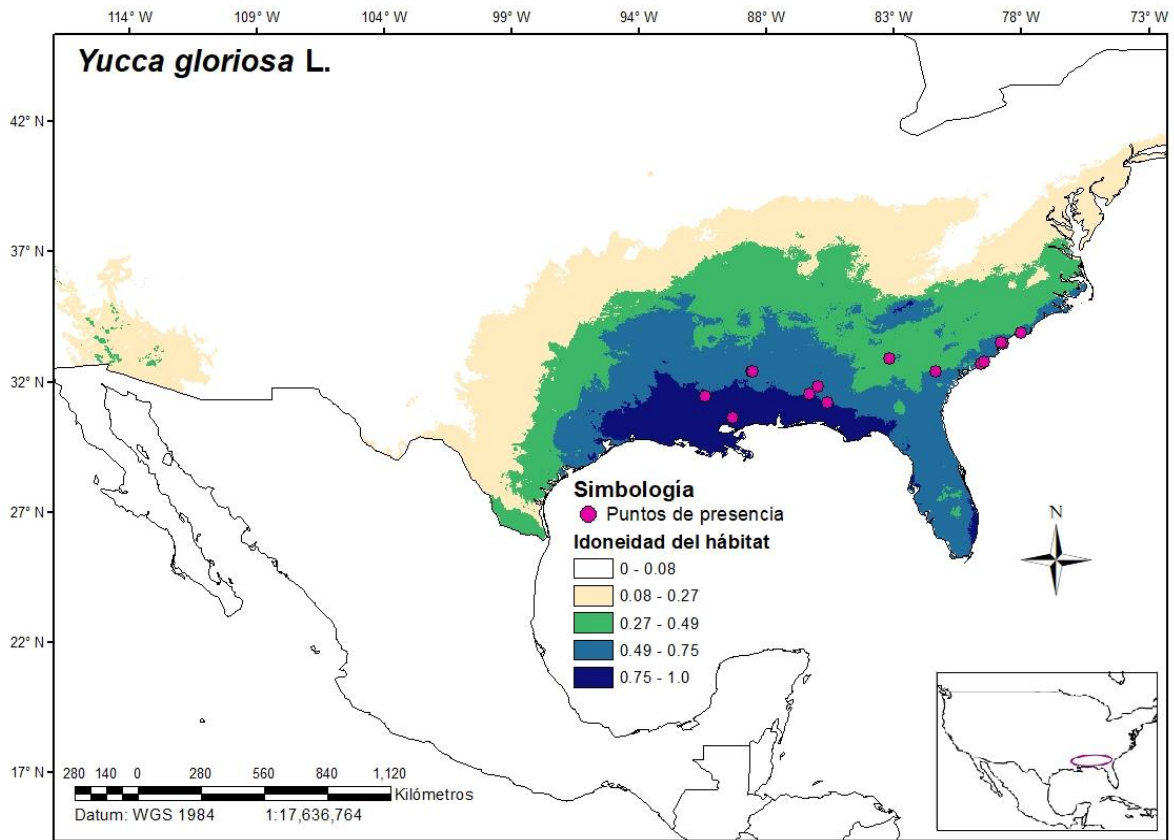 114° W 109° W 104° W 99° W 94° W 88° W 83° W 78° W 73° W
Yucca gloriosa L.
42° N
37° N
32° N
27° N
22° N
17° N
Simbología
Puntos de presencia
Idoneidad del hábitat
0 - 0.08
0.08 - 0.27
0.27 - 0.49
0.49 - 0.75
0.75 - 1.0
N
280 140 0 280 560 840 1,120
Kilómetros
Datum: WGS 1984 1:17,636,764